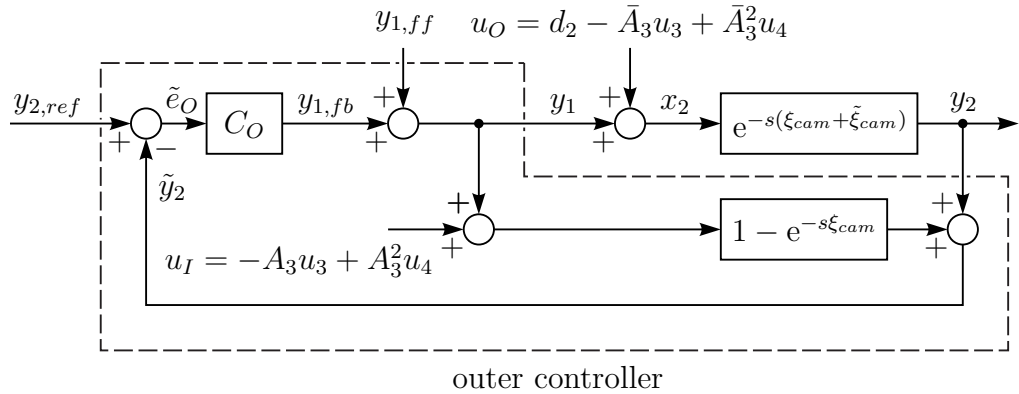 y_{1,ff} u_O = d_2 − Ā_3u_3 + Ā_3^2u_4
y_{2,ref} ẽ_O C_O y_{1,fb} y_1 x_2 e^{−s(ξ_{cam}+ξ̃_{cam})} y_2
+ − + + + +
ỹ_2
+ + 1 − e^{−sξ_{cam}} + +
u_I = −A_3u_3 + A_3^2u_4
outer controller